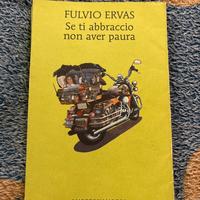 FULVIO ERVAS
Se ti abbraccio
non aver paura